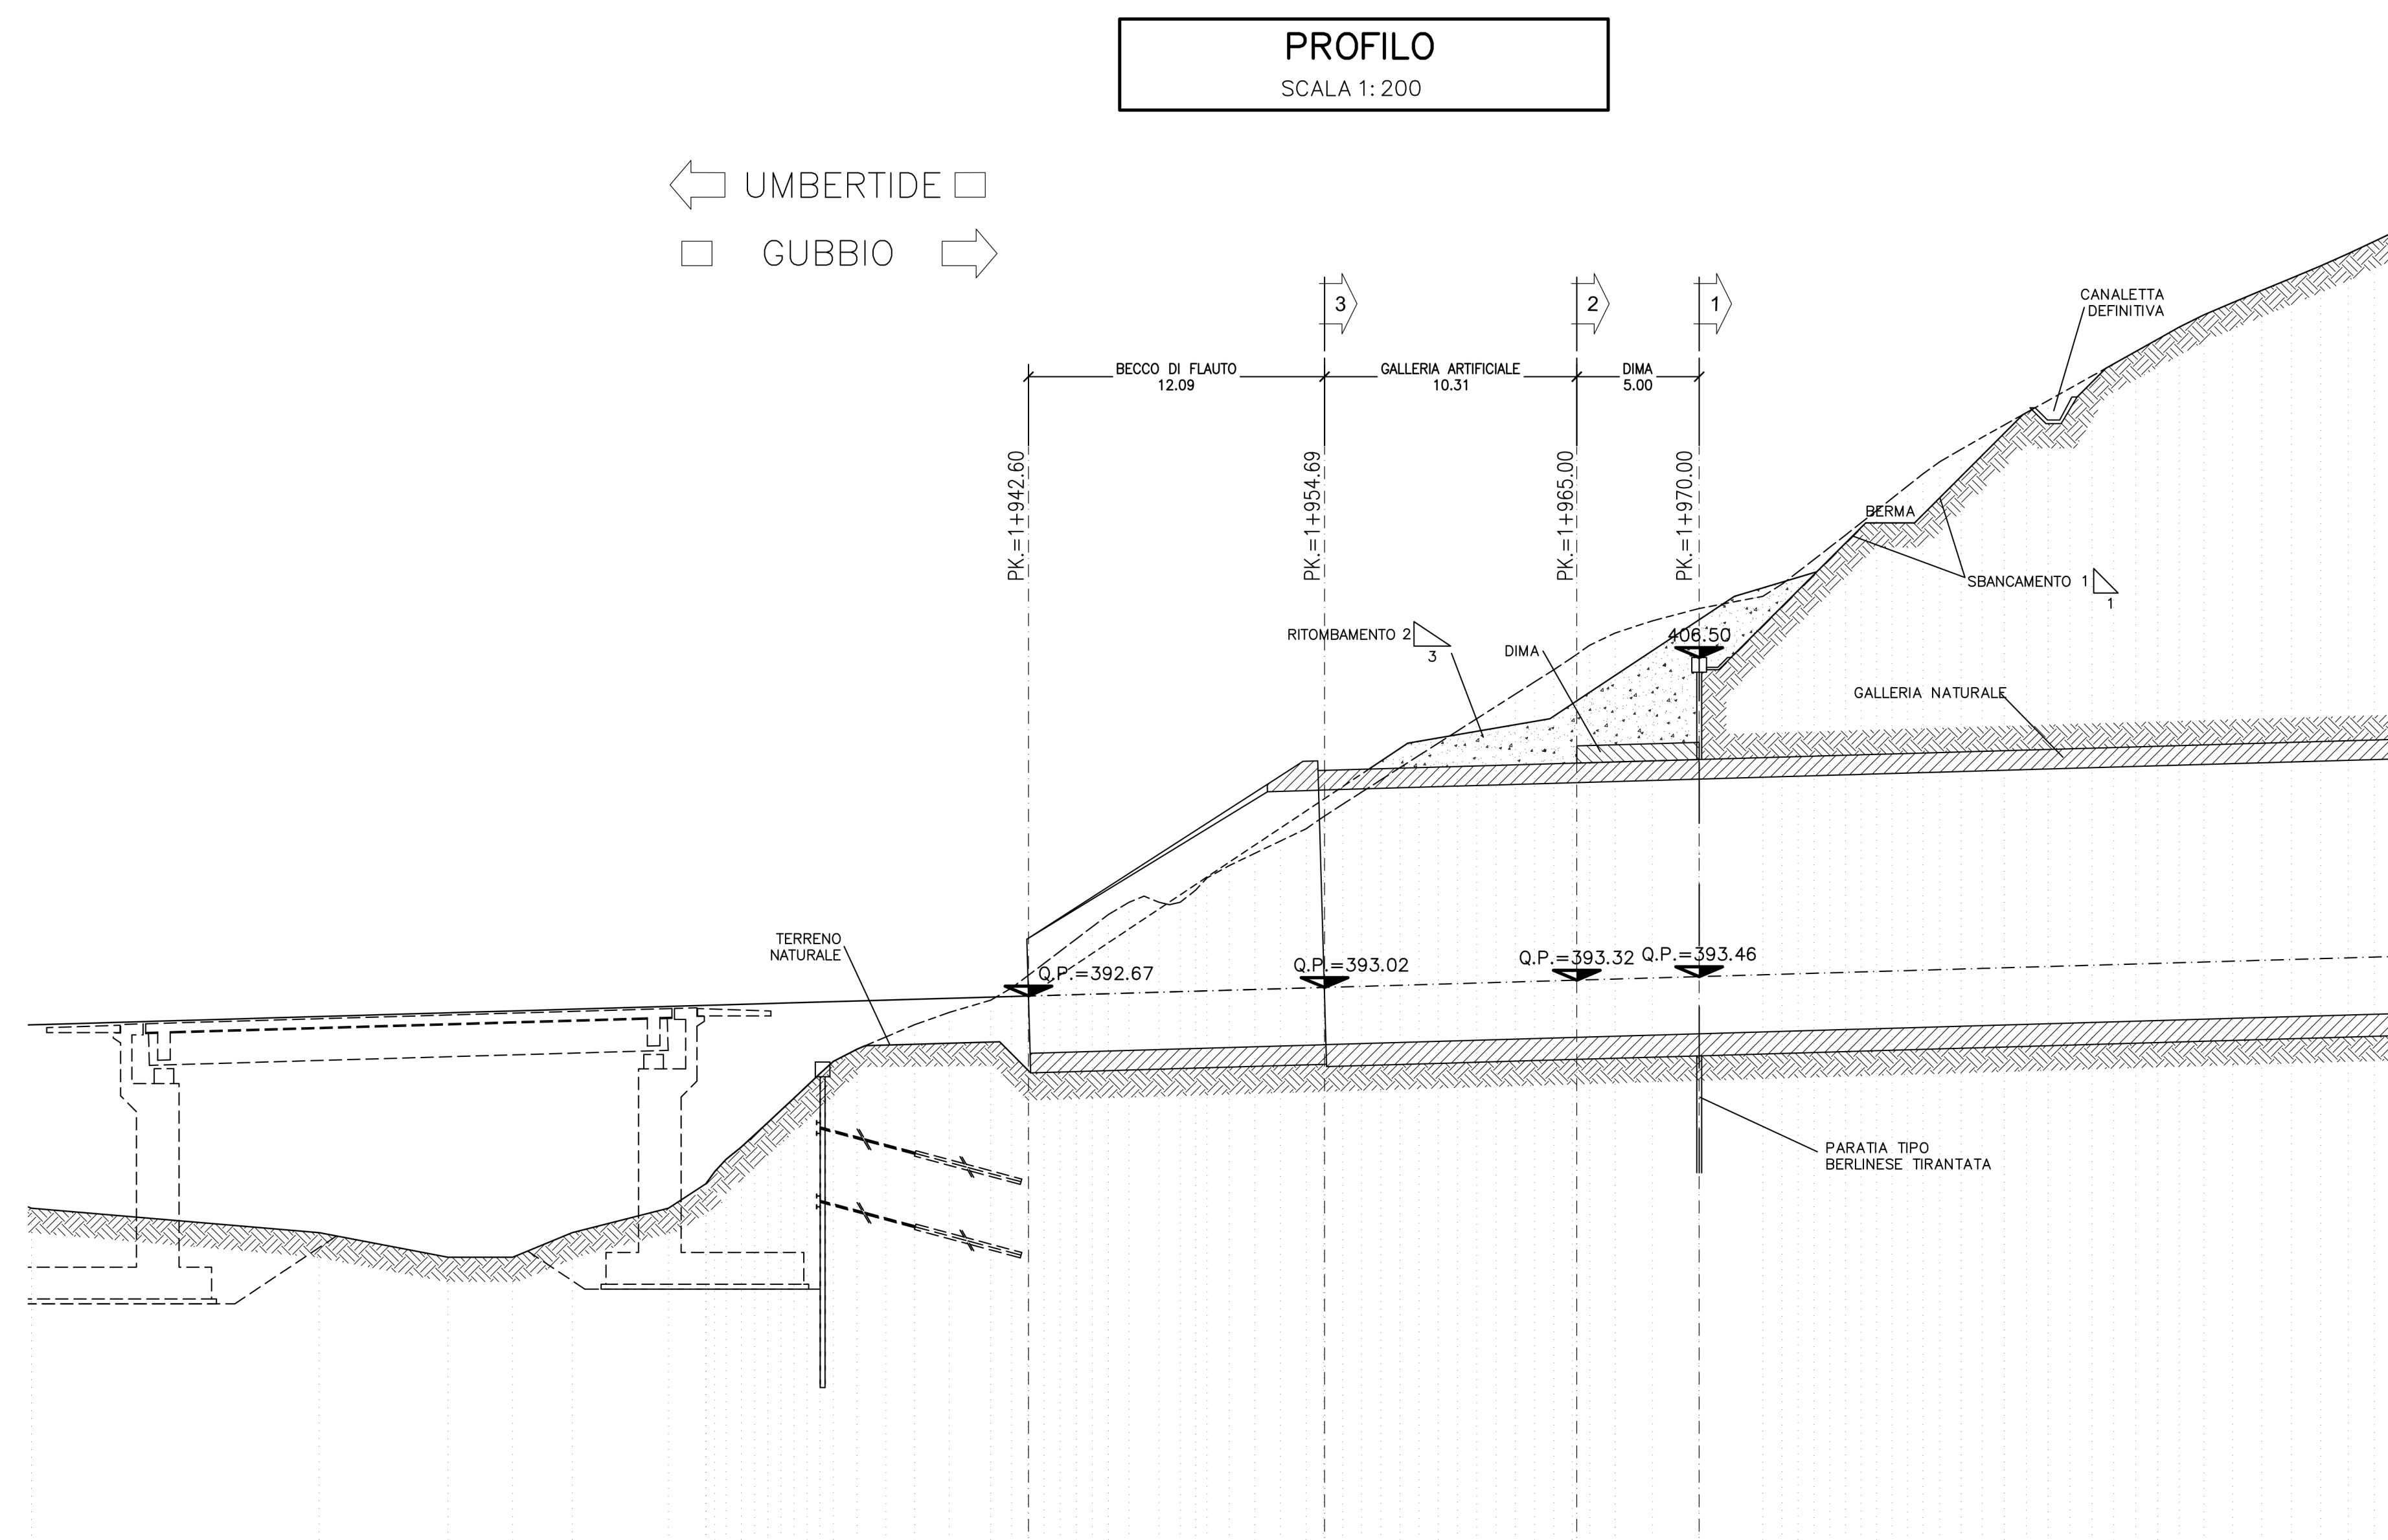 PROFILO
SCALA 1:200
UMBERTIDE
GUBBIO
3
2
1
CANALETTA
DEFINITIVA
BECCO DI FLAUTO
12.09
GALLERIA ARTIFICIALE
10.31
DIMA
5.00
PK.=1+942.60
PK.=1+954.69
PK.=1+965.00
PK.=1+970.00
BERMA
SBANCAMENTO 1
1
RITOMBAMENTO 2
3
DIMA
406.50
GALLERIA NATURALE
TERRENO
NATURALE
Q.P.=392.67
Q.P.=393.02
Q.P.=393.32
Q.P.=393.46
PARATIA TIPO
BERLINESE TIRANTATA